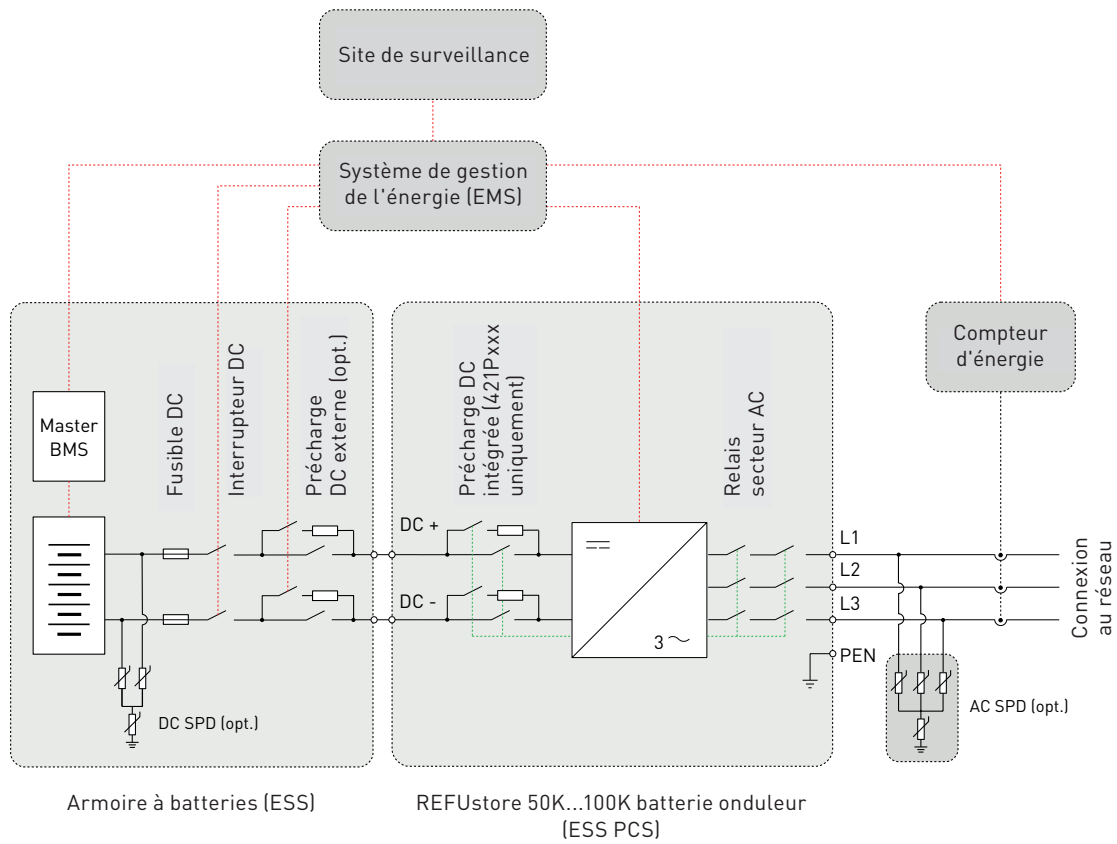 Site de surveillance
Système de gestion
de l'énergie (EMS)
Compteur
d'énergie
Master
BMS
Fusible DC
Interrupteur DC
Précharge
DC externe (opt.)
Précharge DC
intégrée (421Pxxx
uniquement)
Relais
secteur AC
DC +
DC -
3
L1
L2
L3
PEN
Connexion
au réseau
DC SPD (opt.)
AC SPD (opt.)
Armoire à batteries (ESS)
REFUstore 50K...100K batterie onduleur
(ESS PCS)